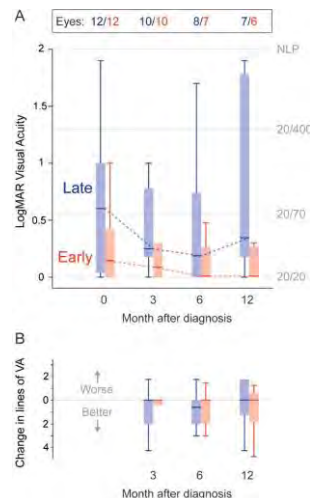 A
Eyes: 12/12 10/10 8/7 7/6
2
NLP
1.5
20/400
1
Late
20/70
0.5
Early
0
20/20
LogMAR Visual Acuity
0 3 6 12
Month after diagnosis
B
2
Worse
0
Better
2
4
Change in lines of VA
3 6 12
Month after diagnosis